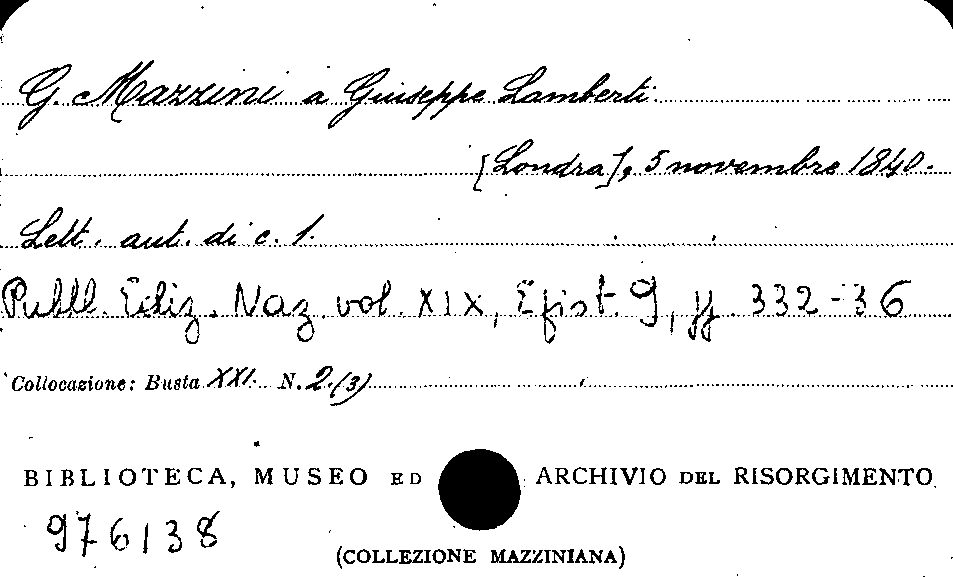 G. Mazzini a Giuseppe Lamberti.
[Londra], 5 novembre 1840.
Lett. aut. di c. 1.
Pubbl. Ediz. Naz. vol. XIX, Epist. 9, pp. 332-36
Collocazione: Busta XXI. N. 2.(3)
BIBLIOTECA, MUSEO ED ARCHIVIO DEL RISORGIMENTO
976138
(COLLEZIONE MAZZINIANA)